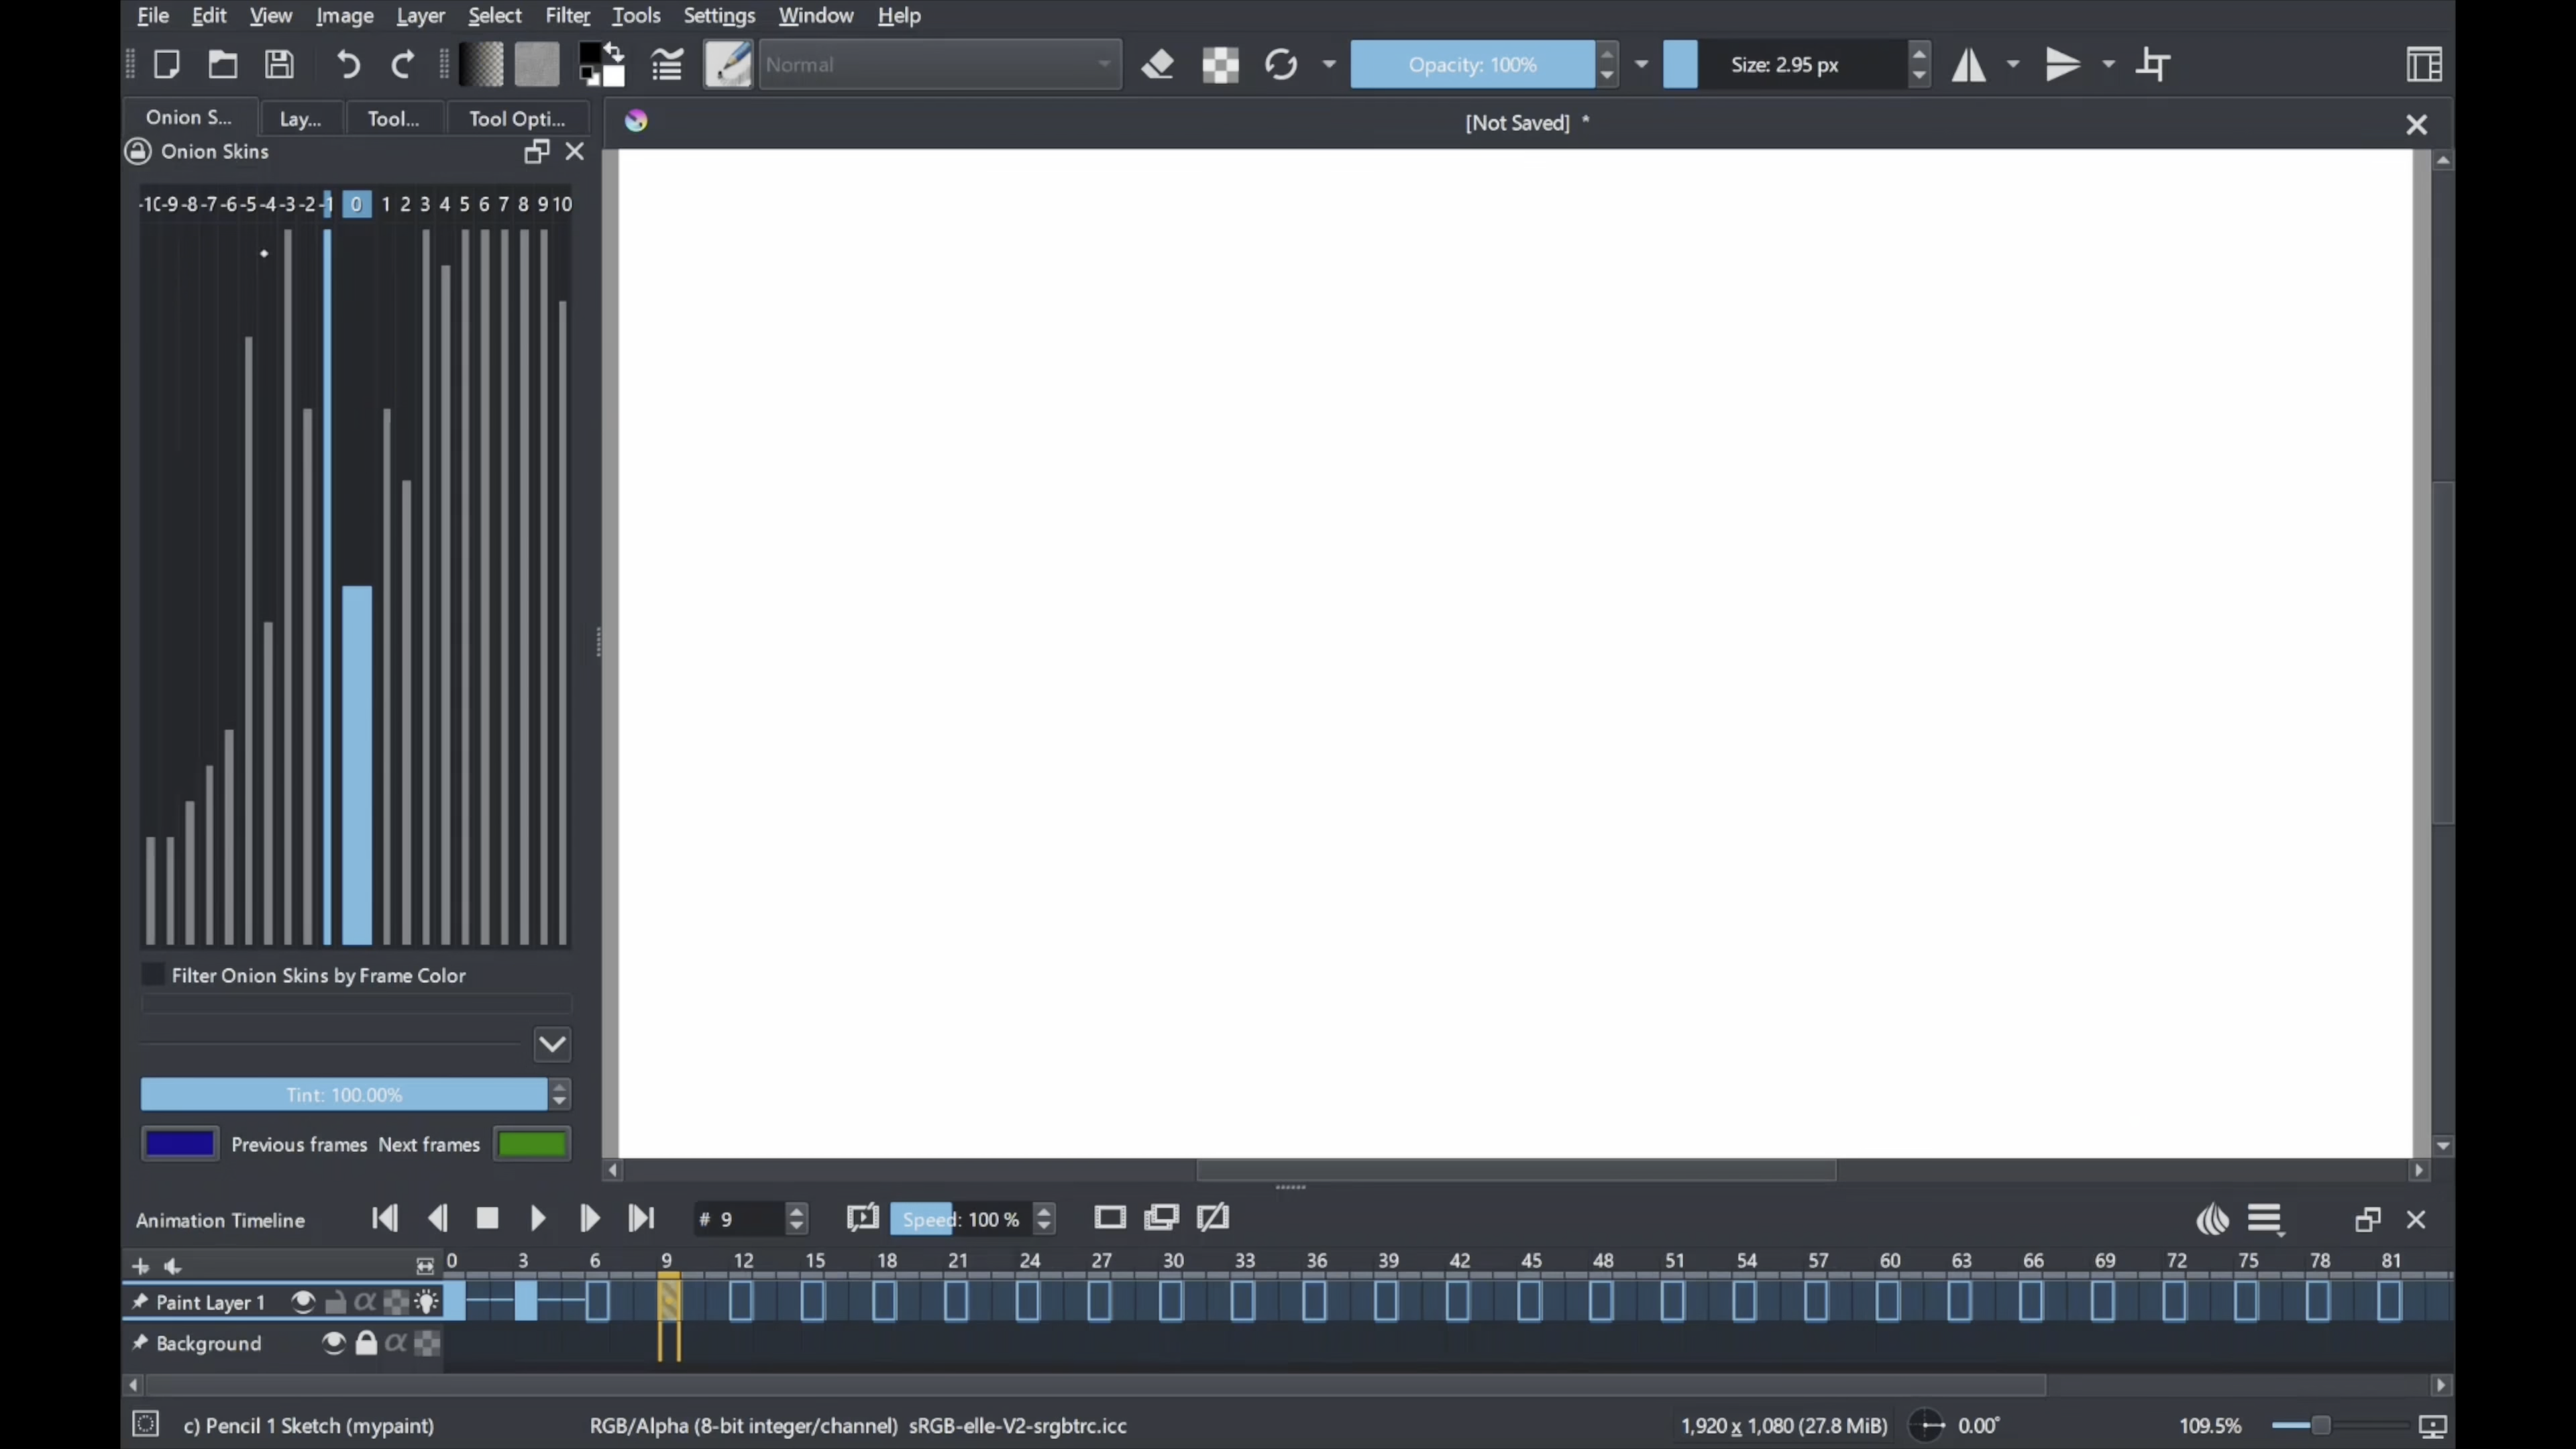 File Edit View Image Layer Select Filter Tools Settings Window Help
Normal Opacity: 100% Size: 2.95 px
Onion S... Lay... Tool... Tool Opti... [Not Saved] *
Onion Skins
-10 -9 -8 -7 -6 -5 -4 -3 -2 -1 0 1 2 3 4 5 6 7 8 9 10
Filter Onion Skins by Frame Color
Tint: 100.00%
Previous frames Next frames
Animation Timeline # 9 Speed: 100 %
0 3 6 9 12 15 18 21 24 27 30 33 36 39 42 45 48 51 54 57 60 63 66 69 72 75 78 81
Paint Layer 1 α
Background α
c) Pencil 1 Sketch (mypaint) RGB/Alpha (8-bit integer/channel) sRGB-elle-V2-srgbtrc.icc 1,920 x 1,080 (27.8 MiB) 0.00° 109.5%